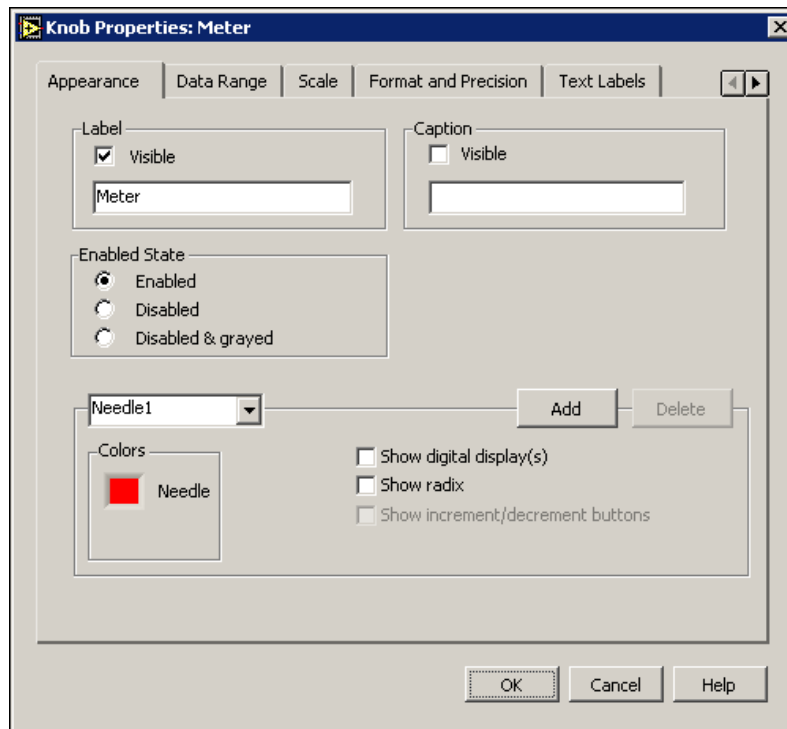 Knob Properties: Meter
Appearance Data Range Scale Format and Precision Text Labels
Label Caption
Visible Visible
Meter
Enabled State
Enabled
Disabled
Disabled & grayed
Needle1 Add Delete
Colors
Needle
Show digital display(s)
Show radix
Show increment/decrement buttons
OK Cancel Help